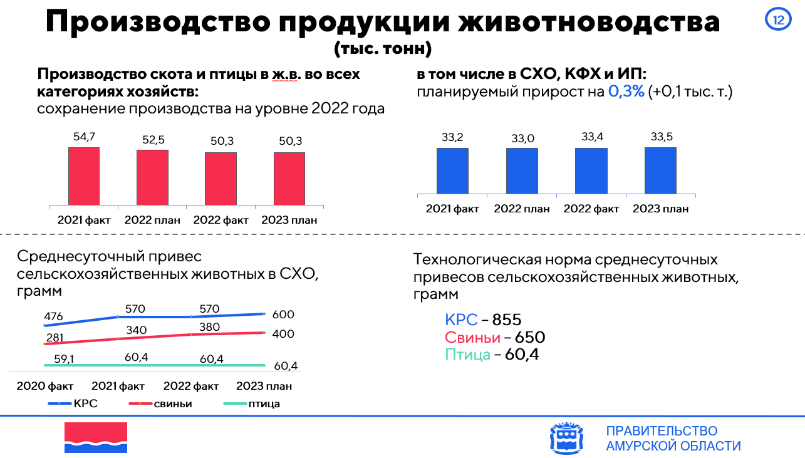 Производство продукции животноводства
(тыс. тонн)
12
Производство скота и птицы в ж.в. во всех
категориях хозяйств:
сохранение производства на уровне 2022 года
54,7
52,5
50,3
50,3
2021 факт
2022 план
2022 факт
2023 план
в том числе в СХО, КФХ и ИП:
планируемый прирост на 0,3% (+0,1 тыс. т.)
33,2
33,0
33,4
33,5
2021 факт
2022 план
2022 факт
2023 план
Среднесуточный привес
сельскохозяйственных животных в СХО,
грамм
476
570
570
600
281
340
380
400
59,1
60,4
60,4
60,4
2020 факт
2021 факт
2022 факт
2023 план
КРС
свиньи
птица
Технологическая норма среднесуточных
привесов сельскохозяйственных животных,
грамм
КРС – 855
Свиньи – 650
Птица – 60,4
ПРАВИТЕЛЬСТВО
АМУРСКОЙ ОБЛАСТИ